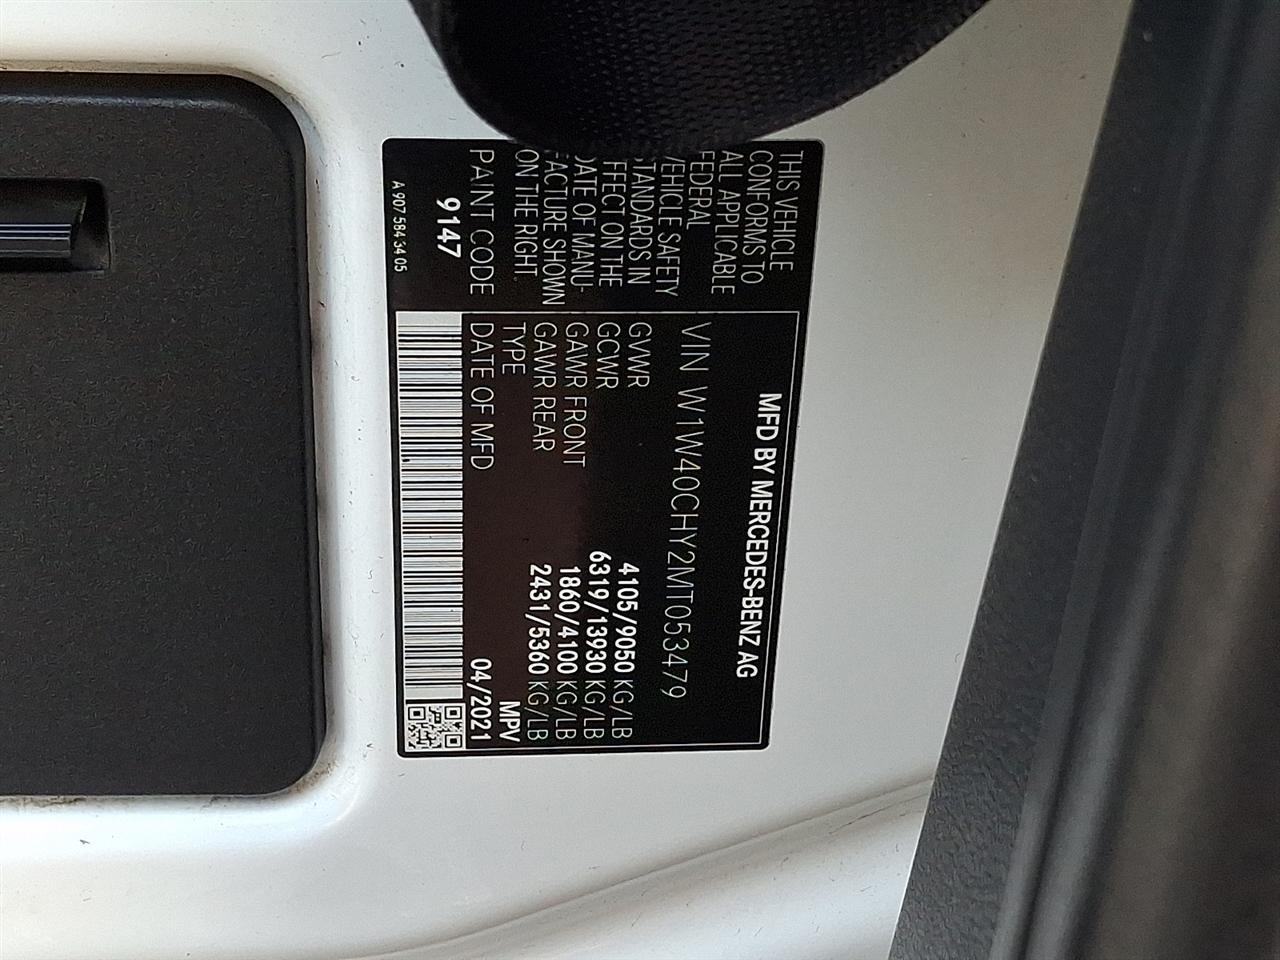 MFD BY MERCEDES-BENZ AG
VIN W1W40CHY2MT053479
GVWR 4105/9050 KG/LB
GCWR 6319/13930 KG/LB
GAWR FRONT 1860/4100 KG/LB
GAWR REAR 2431/5360 KG/LB
TYPE MPV
DATE OF MFD 04/2021
THIS VEHICLE
CONFORMS TO
ALL APPLICABLE
FEDERAL
VEHICLE SAFETY
STANDARDS IN
EFFECT ON THE
DATE OF MANU-
FACTURE SHOWN
ON THE RIGHT.
PAINT CODE
9147
A 907 584 34 05